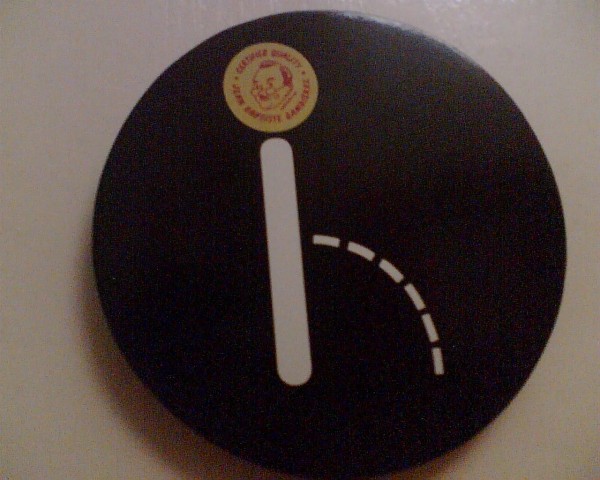 CERTIFIED QUALITY
JEAN BAPTISTE